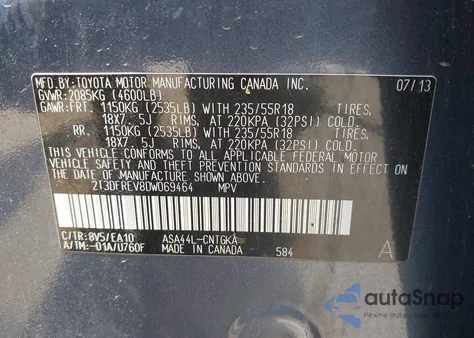 MFD.BY:TOYOTA MOTOR MANUFACTURING CANADA INC. 07/13
GVWR:2085KG (4600LB)
GAWR:FRT. 1150KG (2535LB) WITH 235/55R18 TIRES,
18X7.5J RIMS, AT 220KPA (32PSI) COLD.
RR. 1150KG (2535LB) WITH 235/55R18 TIRES,
18X7.5J RIMS, AT 220KPA (32PSI) COLD.
THIS VEHICLE CONFORMS TO ALL APPLICABLE FEDERAL MOTOR
VEHICLE SAFETY STANDARDS IN EFFECT ON THE DATE OF
MANUFACTURE SHOWN ABOVE.
2T3DFREV8DW069464 MPV
C/TR:8V5/EA10 ASA44L-CNTGKA
A/TM:-01A/U760F MADE IN CANADA 584 A
autoSnap
POWERED BY AUTOBIDMASTER